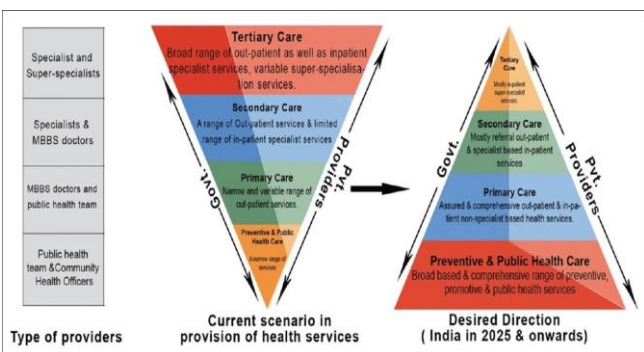 Specialist and
Super-specialists
Specialists &
MBBS doctors
MBBS doctors and
public health team
Public health
team &Community
Health Officers
Type of providers
Tertiary Care
Broad range of out-patient as well as inpatient
specialist services, variable super-specialisa-
tion services.
Secondary Care
A range of Out-patient services & limited
range of in-patient specialist services
Primary Care
Narrow and variable range of
out-patient services.
Preventive & Public
Health Care
A narrow range of
services
Govt.
Pvt.
Providers
Current scenario in
provision of health services
Tertiary
Care
Mostly in-patient
super-specialist
services.
Secondary Care
Mostly referral out-patient
& specialist based in-patient
services
Primary Care
Assured & comprehensive out-patient & in-pa-
tient non-specialist based health services.
Preventive & Public Health Care
Broad based & comprehensive range of preventive,
promotive & public health services
Govt.
Pvt.
Providers
Desired Direction
( India in 2025 & onwards)